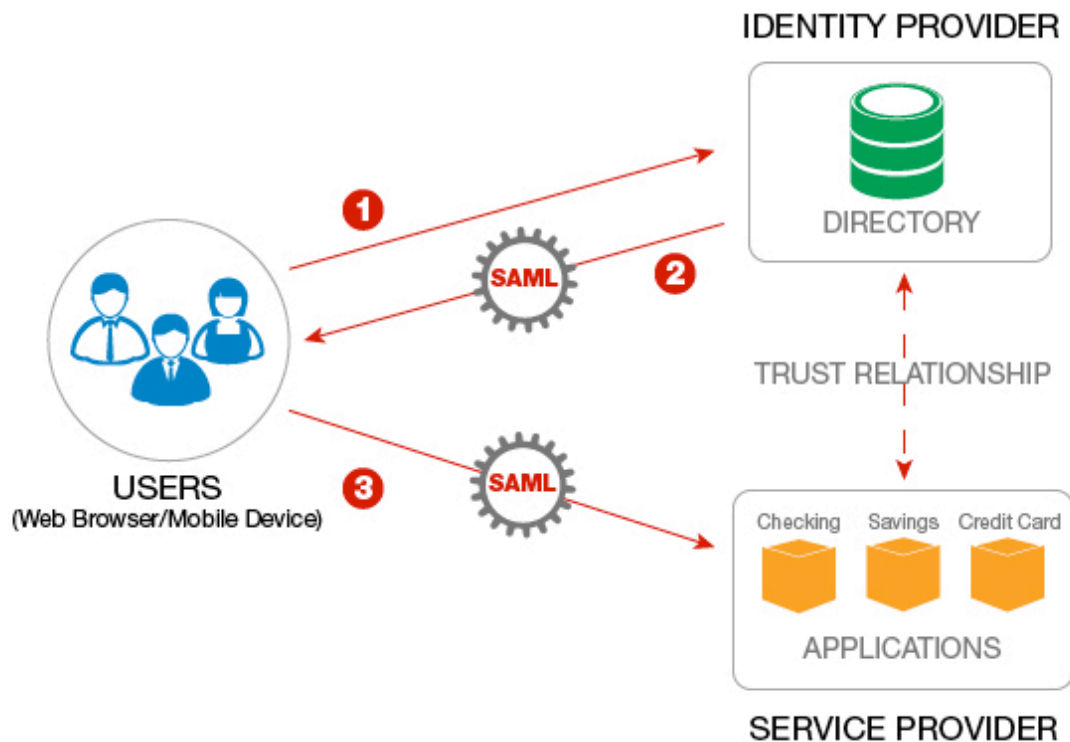 IDENTITY PROVIDER
DIRECTORY
1
SAML
2
TRUST RELATIONSHIP
USERS
(Web Browser/Mobile Device)
3
SAML
Checking Savings Credit Card
APPLICATIONS
SERVICE PROVIDER